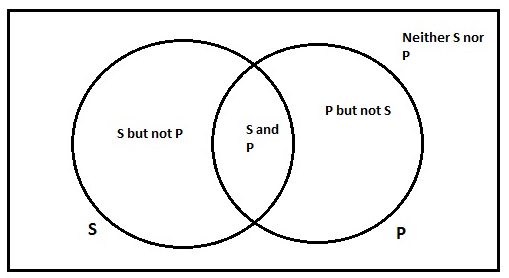 Neither S nor
P
P but not S
S but not P
S and
P
S
P